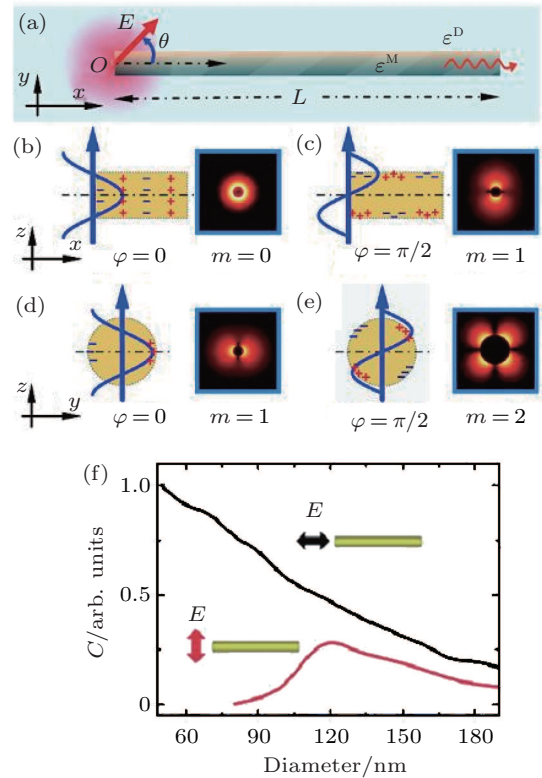 (a)
E
θ
O
ε^M
ε^D
y
x
L
(b)
z
x
φ=0
m=0
(c)
φ=π/2
m=1
(d)
z
y
φ=0
m=1
(e)
φ=π/2
m=2
(f)
1.0
0.5
0
C/arb. units
E
E
60 90 120 150 180
Diameter/nm